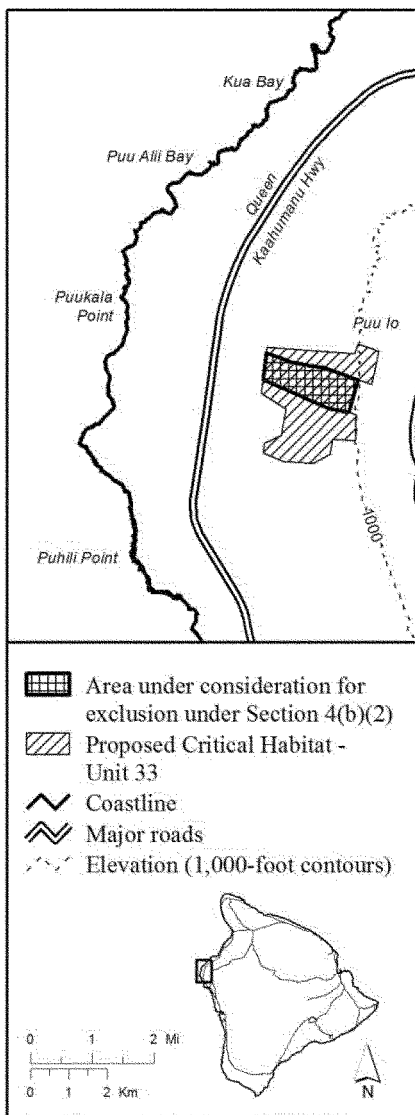 Kua Bay
Puu Alii Bay
Queen
Kaahumanu Hwy
Puukala
Point
Puu Io
4000
Puhili Point
Area under consideration for
exclusion under Section 4(b)(2)
Proposed Critical Habitat -
Unit 33
Coastline
Major roads
Elevation (1,000-foot contours)
0 1 2 Mi
0 1 2 Km
N